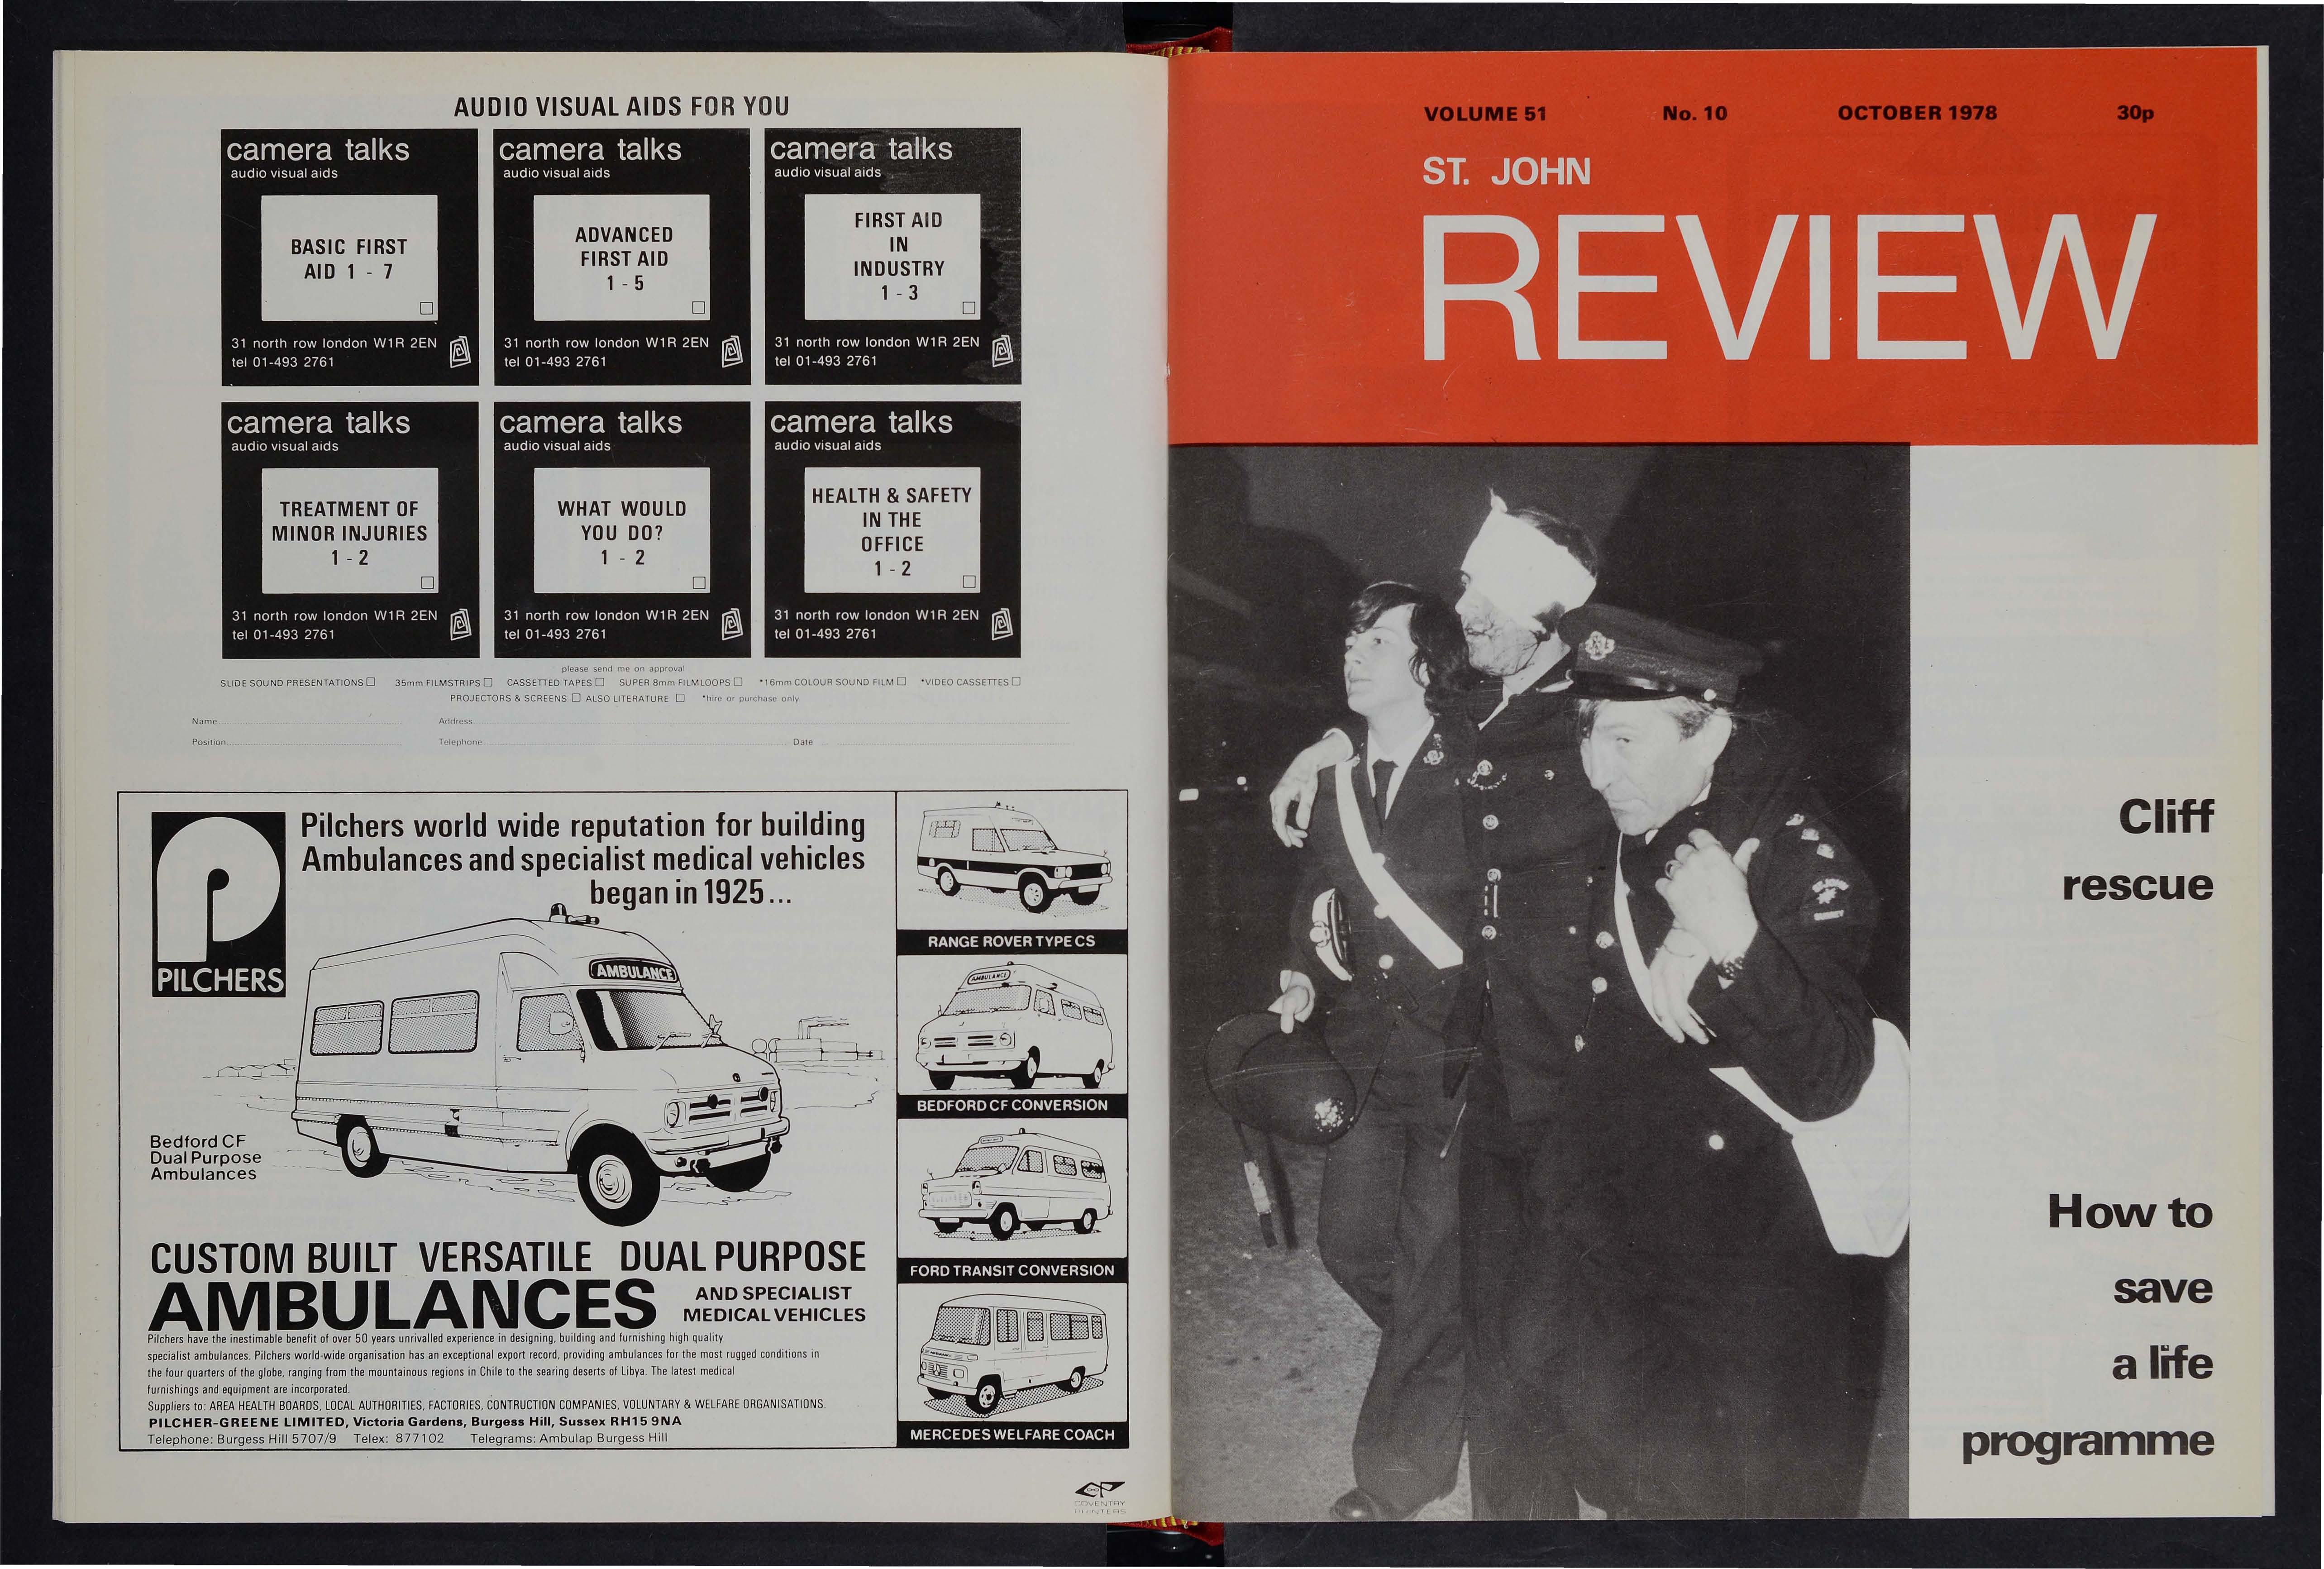 AUDIO VISUAL AIDS FOR YOU
camera talks
audio visual aids
BASIC FIRST
AID 1 - 7
31 north row london W1R 2EN
tel 01-493 2761
camera talks
audio visual aids
ADVANCED
FIRST AID
1 - 5
31 north row london W1R 2EN
tel 01-493 2761
camera talks
audio visual aids
FIRST AID
IN
INDUSTRY
1 - 3
31 north row london W1R 2EN
tel 01-493 2761
camera talks
audio visual aids
TREATMENT OF
MINOR INJURIES
1 - 2
31 north row london W1R 2EN
tel 01-493 2761
camera talks
audio visual aids
WHAT WOULD
YOU DO?
1 - 2
31 north row london W1R 2EN
tel 01-493 2761
camera talks
audio visual aids
HEALTH & SAFETY
IN THE
OFFICE
1 - 2
31 north row london W1R 2EN
tel 01-493 2761
please send me on approval
SLIDE SOUND PRESENTATIONS ☐ 35mm FILMSTRIPS ☐ CASSETTED TAPES ☐ SUPER 8mm FILMLOOPS ☐ *16mm COLOUR SOUND FILM ☐ *VIDEO CASSETTES ☐
PROJECTORS & SCREENS ☐ ALSO LITERATURE ☐ *hire or purchase only
Name Address
Position Telephone Date
PILCHERS
Pilchers world wide reputation for building
Ambulances and specialist medical vehicles
began in 1925...
AMBULANCE
Bedford CF
Dual Purpose
Ambulances
CUSTOM BUILT VERSATILE DUAL PURPOSE
AMBULANCES
AND SPECIALIST
MEDICAL VEHICLES
Pilchers have the inestimable benefit of over 50 years unrivalled experience in designing, building and furnishing high quality
specialist ambulances. Pilchers world-wide organisation has an exceptional export record, providing ambulances for the most rugged conditions in
the four quarters of the globe, ranging from the mountainous regions in Chile to the searing deserts of Libya. The latest medical
furnishings and equipment are incorporated.
Suppliers to: AREA HEALTH BOARDS, LOCAL AUTHORITIES, FACTORIES, CONTRUCTION COMPANIES, VOLUNTARY & WELFARE ORGANISATIONS.
PILCHER-GREENE LIMITED, Victoria Gardens, Burgess Hill, Sussex RH15 9NA
Telephone: Burgess Hill 5707/9 Telex: 877102 Telegrams: Ambulap Burgess Hill
RANGE ROVER TYPE CS
AMBULANCE
BEDFORD CF CONVERSION
FORD TRANSIT CONVERSION
MERCEDES WELFARE COACH
COVENTRY
PRINTERS
VOLUME 51 No. 10 OCTOBER 1978 30p
ST. JOHN
REVIEW
Cliff
rescue
How to
save
a life
programme